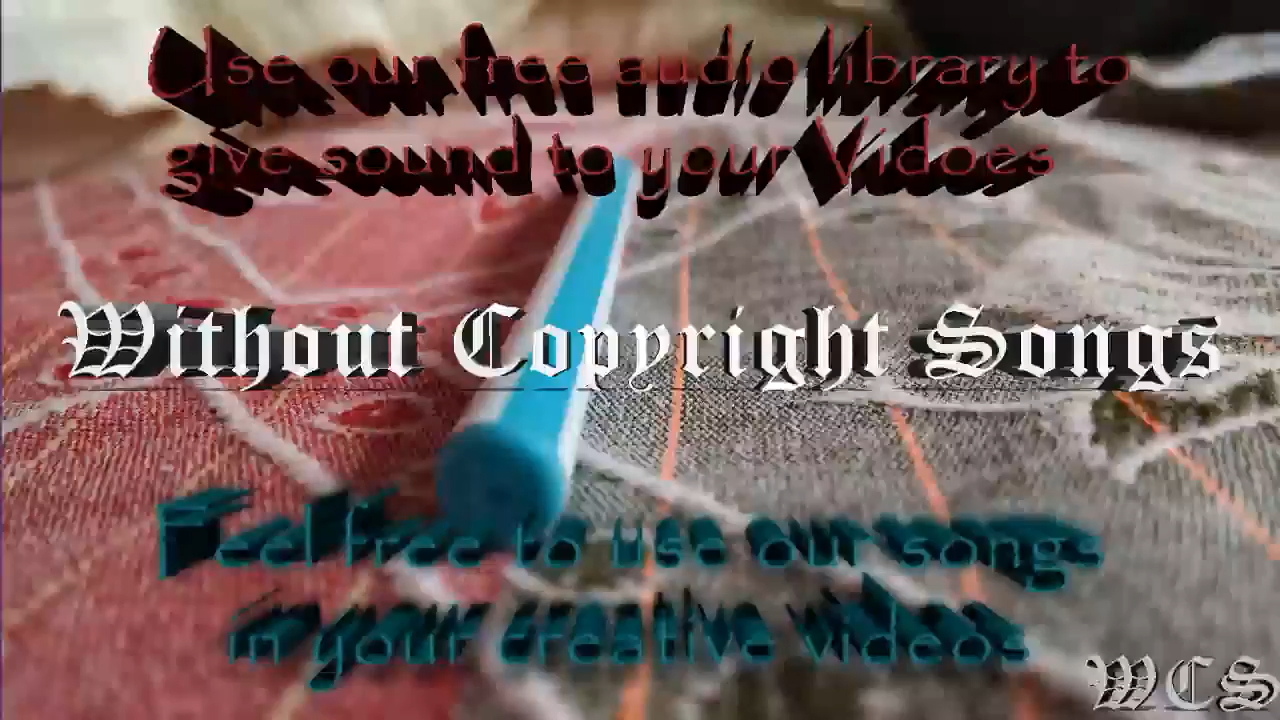 Use our free audio library to
give sound to your Vidoes
Without Copyright Songs
Feel free to use our songs
in your creative videos
WCS